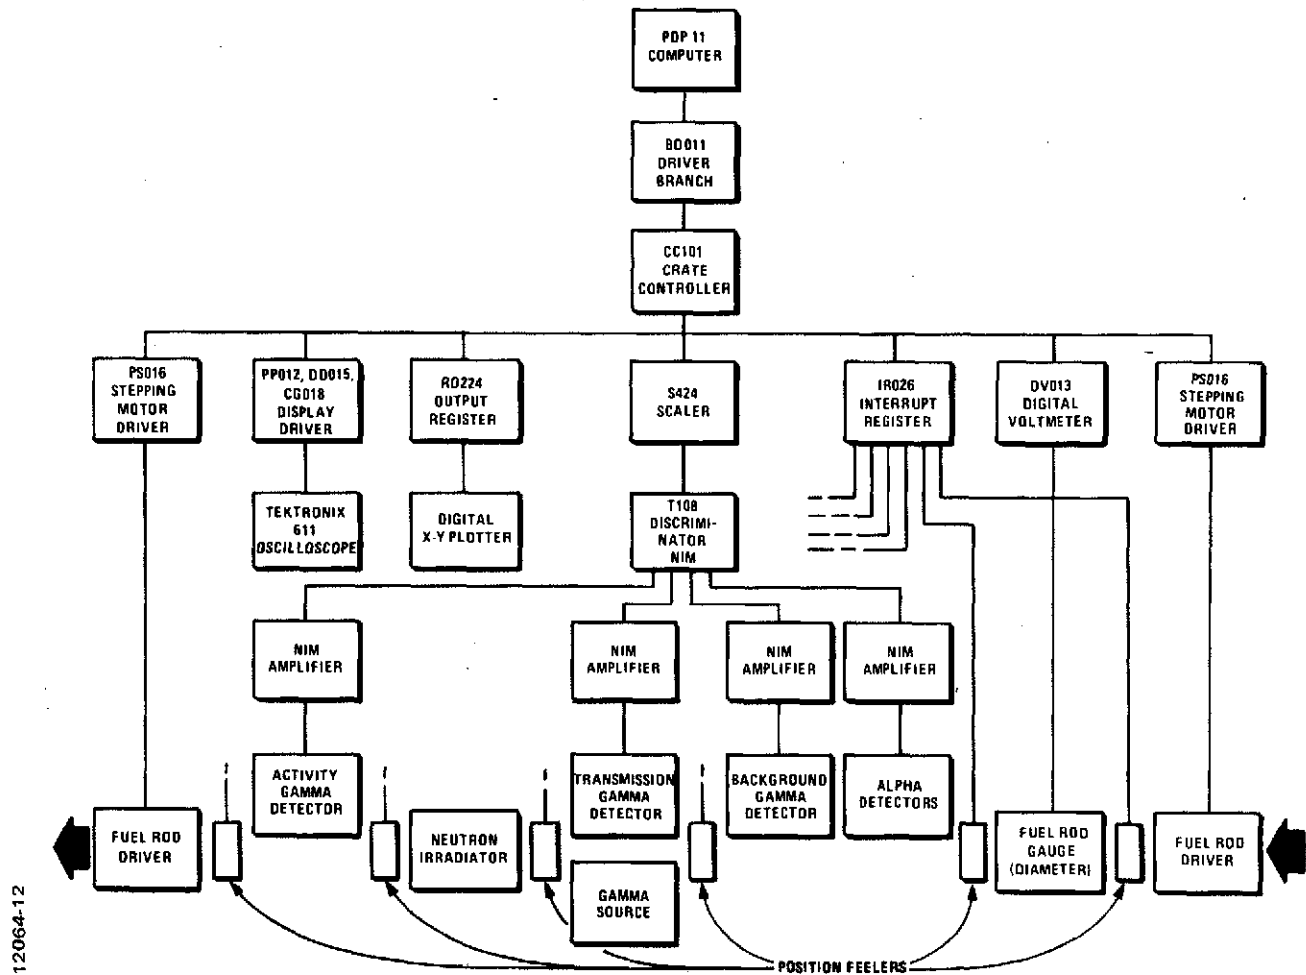 PDP 11
COMPUTER
BD011
DRIVER
BRANCH
CC101
CRATE
CONTROLLER
PS016
STEPPING
MOTOR
DRIVER
PP012, DD015,
CG018
DISPLAY
DRIVER
RO224
OUTPUT
REGISTER
S424
SCALER
IR026
INTERRUPT
REGISTER
DV013
DIGITAL
VOLTMETER
PS016
STEPPING
MOTOR
DRIVER
TEKTRONIX
611
OSCILLOSCOPE
DIGITAL
X-Y PLOTTER
T108
DISCRIMI-
NATOR
NIM
NIM
AMPLIFIER
NIM
AMPLIFIER
NIM
AMPLIFIER
NIM
AMPLIFIER
ACTIVITY
GAMMA
DETECTOR
TRANSMISSION
GAMMA
DETECTOR
BACKGROUND
GAMMA
DETECTOR
ALPHA
DETECTORS
FUEL ROD
DRIVER
NEUTRON
IRRADIATOR
GAMMA
SOURCE
FUEL ROD
GAUGE
(DIAMETER)
FUEL ROD
DRIVER
POSITION FEELERS
12064-12